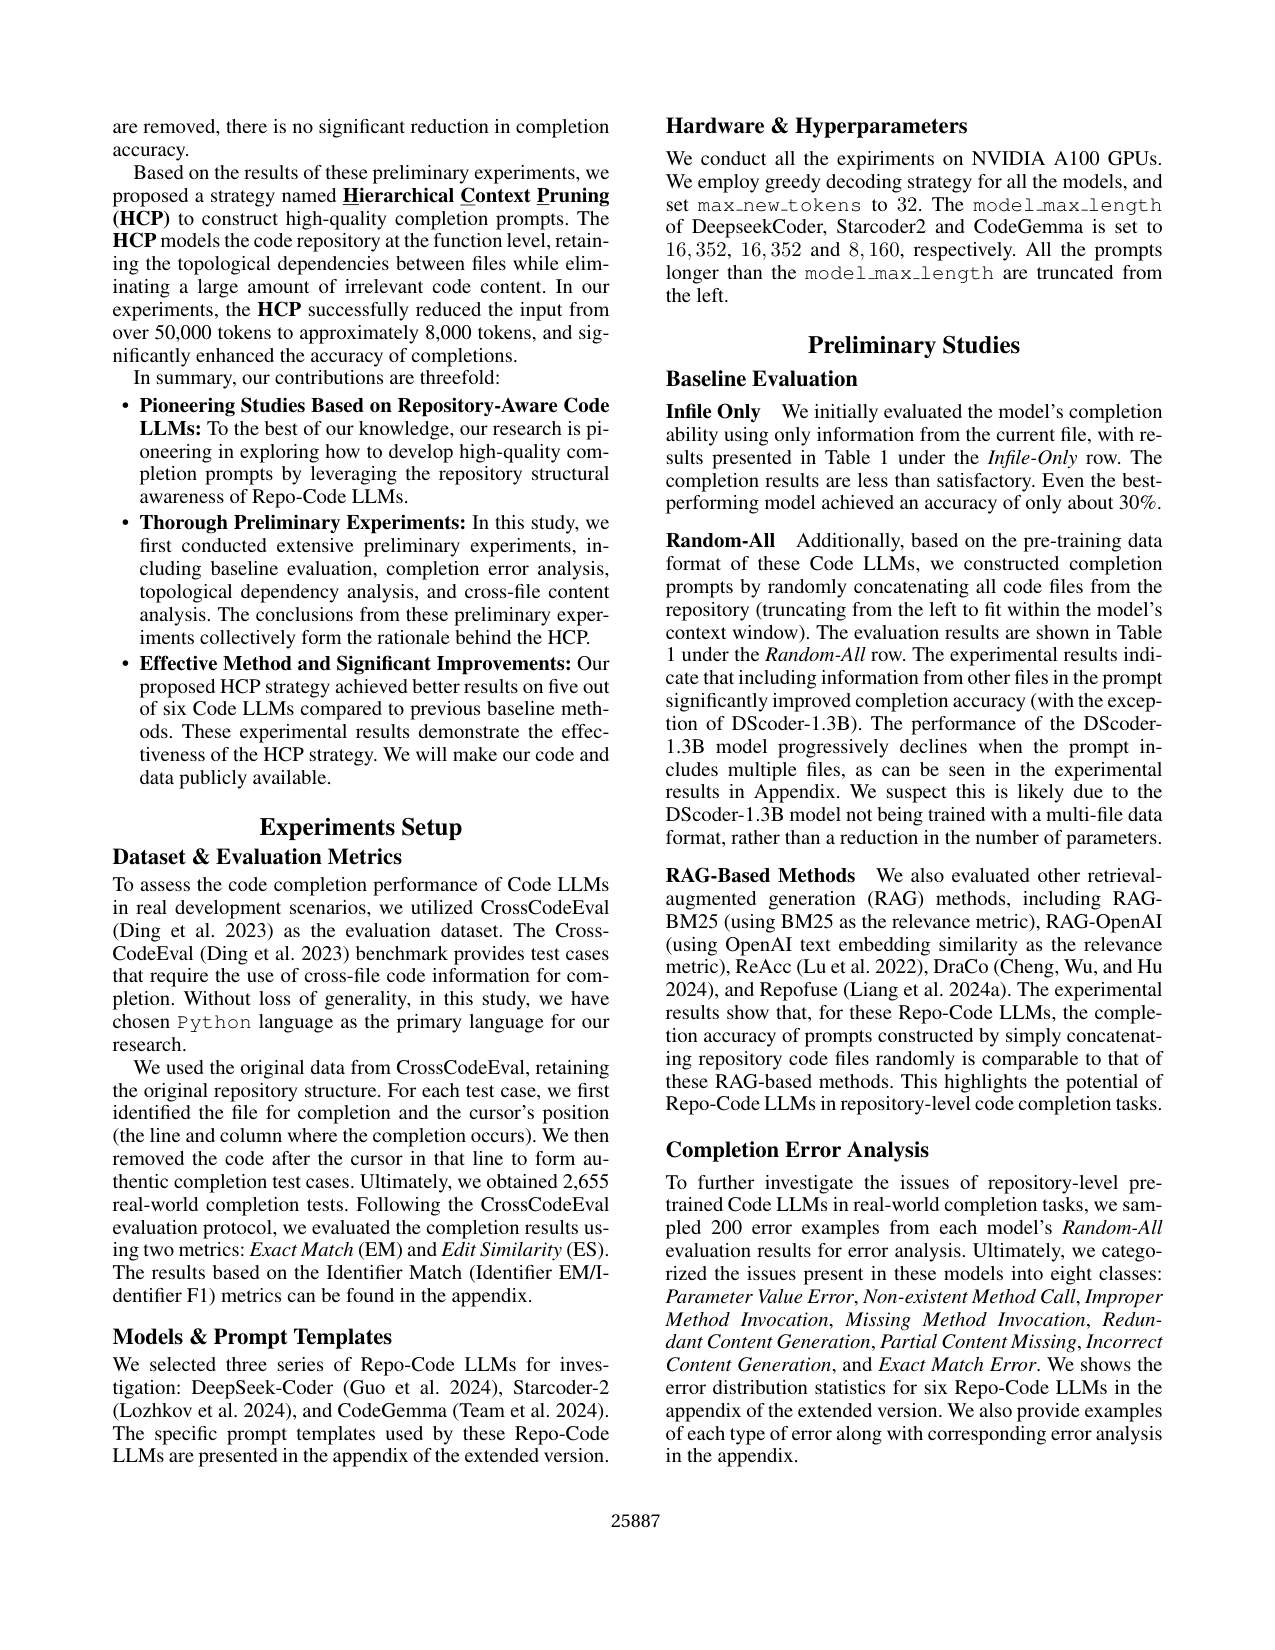 are removed, there is no significant reduction in completion
accuracy.
Based on the results of these preliminary experiments, we
proposed a strategy named Hierarchical Context Pruning
(HCP) to construct high-quality completion prompts. The
HCP models the code repository at the function level, retain-
ing the topological dependencies between files while elim-
inating a large amount of irrelevant code content. In our
experiments, the HCP successfully reduced the input from
over 50,000 tokens to approximately 8,000 tokens, and sig-
nificantly enhanced the accuracy of completions.
In summary, our contributions are threefold:
• Pioneering Studies Based on Repository-Aware Code
LLMs: To the best of our knowledge, our research is pi-
oneering in exploring how to develop high-quality com-
pletion prompts by leveraging the repository structural
awareness of Repo-Code LLMs.
• Thorough Preliminary Experiments: In this study, we
first conducted extensive preliminary experiments, in-
cluding baseline evaluation, completion error analysis,
topological dependency analysis, and cross-file content
analysis. The conclusions from these preliminary exper-
iments collectively form the rationale behind the HCP.
• Effective Method and Significant Improvements: Our
proposed HCP strategy achieved better results on five out
of six Code LLMs compared to previous baseline meth-
ods. These experimental results demonstrate the effec-
tiveness of the HCP strategy. We will make our code and
data publicly available.
Experiments Setup
Dataset & Evaluation Metrics
To assess the code completion performance of Code LLMs
in real development scenarios, we utilized CrossCodeEval
(Ding et al. 2023) as the evaluation dataset. The Cross-
CodeEval (Ding et al. 2023) benchmark provides test cases
that require the use of cross-file code information for com-
pletion. Without loss of generality, in this study, we have
chosen Python language as the primary language for our
research.
We used the original data from CrossCodeEval, retaining
the original repository structure. For each test case, we first
identified the file for completion and the cursor's position
(the line and column where the completion occurs). We then
removed the code after the cursor in that line to form au-
thentic completion test cases. Ultimately, we obtained 2,655
real-world completion tests. Following the CrossCodeEval
evaluation protocol, we evaluated the completion results us-
ing two metrics: Exact Match (EM) and Edit Similarity (ES).
The results based on the Identifier Match (Identifier EM/I-
dentifier F1) metrics can be found in the appendix.
Models & Prompt Templates
We selected three series of Repo-Code LLMs for inves-
tigation: DeepSeek-Coder (Guo et al. 2024), Starcoder-2
(Lozhkov et al. 2024), and CodeGemma (Team et al. 2024).
The specific prompt templates used by these Repo-Code
LLMs are presented in the appendix of the extended version.
Hardware & Hyperparameters
We conduct all the expiriments on NVIDIA A100 GPUs.
We employ greedy decoding strategy for all the models, and
set max_new_tokens to 32. The model_max_length
of DeepseekCoder, Starcoder2 and CodeGemma is set to
16,352, 16,352 and 8,160, respectively. All the prompts
longer than the model_max_length are truncated from
the left.
Preliminary Studies
Baseline Evaluation
Infile Only We initially evaluated the model's completion
ability using only information from the current file, with re-
sults presented in Table 1 under the Infile-Only row. The
completion results are less than satisfactory. Even the best-
performing model achieved an accuracy of only about 30%.
Random-All Additionally, based on the pre-training data
format of these Code LLMs, we constructed completion
prompts by randomly concatenating all code files from the
repository (truncating from the left to fit within the model's
context window). The evaluation results are shown in Table
1 under the Random-All row. The experimental results indi-
cate that including information from other files in the prompt
significantly improved completion accuracy (with the excep-
tion of DScoder-1.3B). The performance of the DScoder-
1.3B model progressively declines when the prompt in-
cludes multiple files, as can be seen in the experimental
results in Appendix. We suspect this is likely due to the
DScoder-1.3B model not being trained with a multi-file data
format, rather than a reduction in the number of parameters.
RAG-Based Methods We also evaluated other retrieval-
augmented generation (RAG) methods, including RAG-
BM25 (using BM25 as the relevance metric), RAG-OpenAI
(using OpenAI text embedding similarity as the relevance
metric), ReAcc (Lu et al. 2022), DraCo (Cheng, Wu, and Hu
2024), and Repofuse (Liang et al. 2024a). The experimental
results show that, for these Repo-Code LLMs, the comple-
tion accuracy of prompts constructed by simply concatenat-
ing repository code files randomly is comparable to that of
these RAG-based methods. This highlights the potential of
Repo-Code LLMs in repository-level code completion tasks.
Completion Error Analysis
To further investigate the issues of repository-level pre-
trained Code LLMs in real-world completion tasks, we sam-
pled 200 error examples from each model's Random-All
evaluation results for error analysis. Ultimately, we catego-
rized the issues present in these models into eight classes:
Parameter Value Error, Non-existent Method Call, Improper
Method Invocation, Missing Method Invocation, Redun-
dant Content Generation, Partial Content Missing, Incorrect
Content Generation, and Exact Match Error. We shows the
error distribution statistics for six Repo-Code LLMs in the
appendix of the extended version. We also provide examples
of each type of error along with corresponding error analysis
in the appendix.
25887